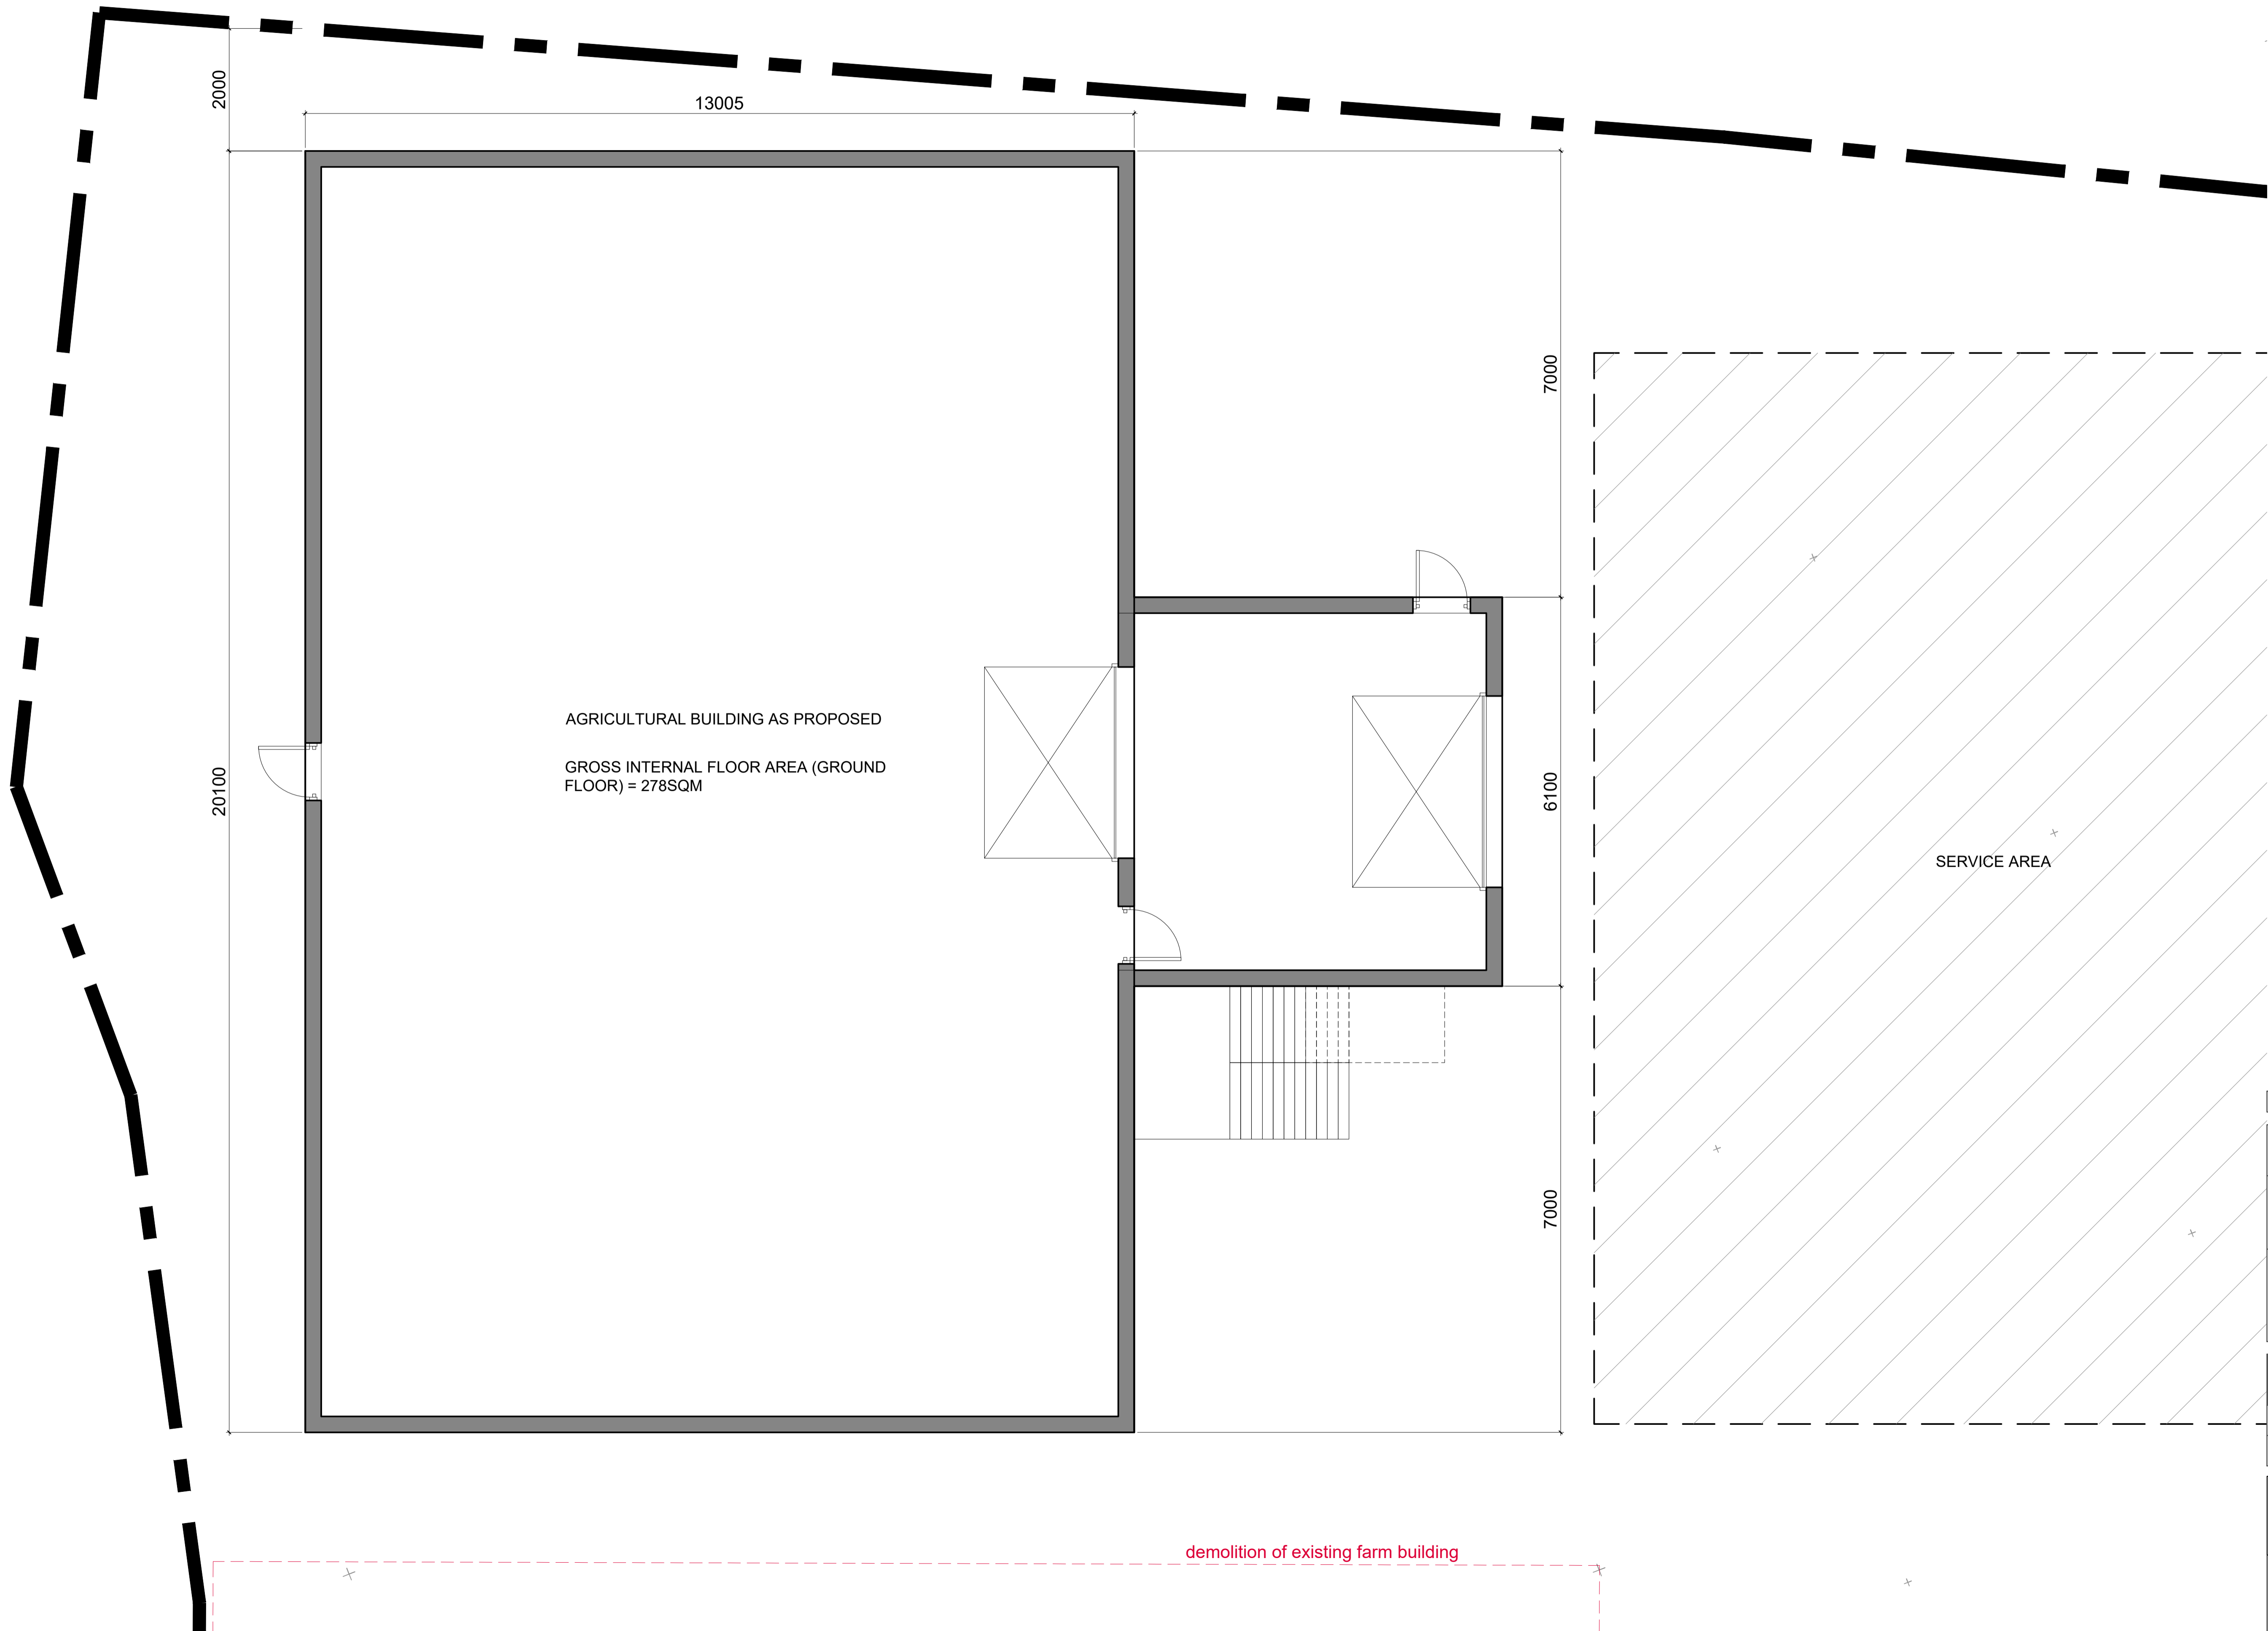 2000
13005
7000
AGRICULTURAL BUILDING AS PROPOSED
GROSS INTERNAL FLOOR AREA (GROUND
FLOOR) = 278SQM
20100
6100
SERVICE AREA
7000
demolition of existing farm building